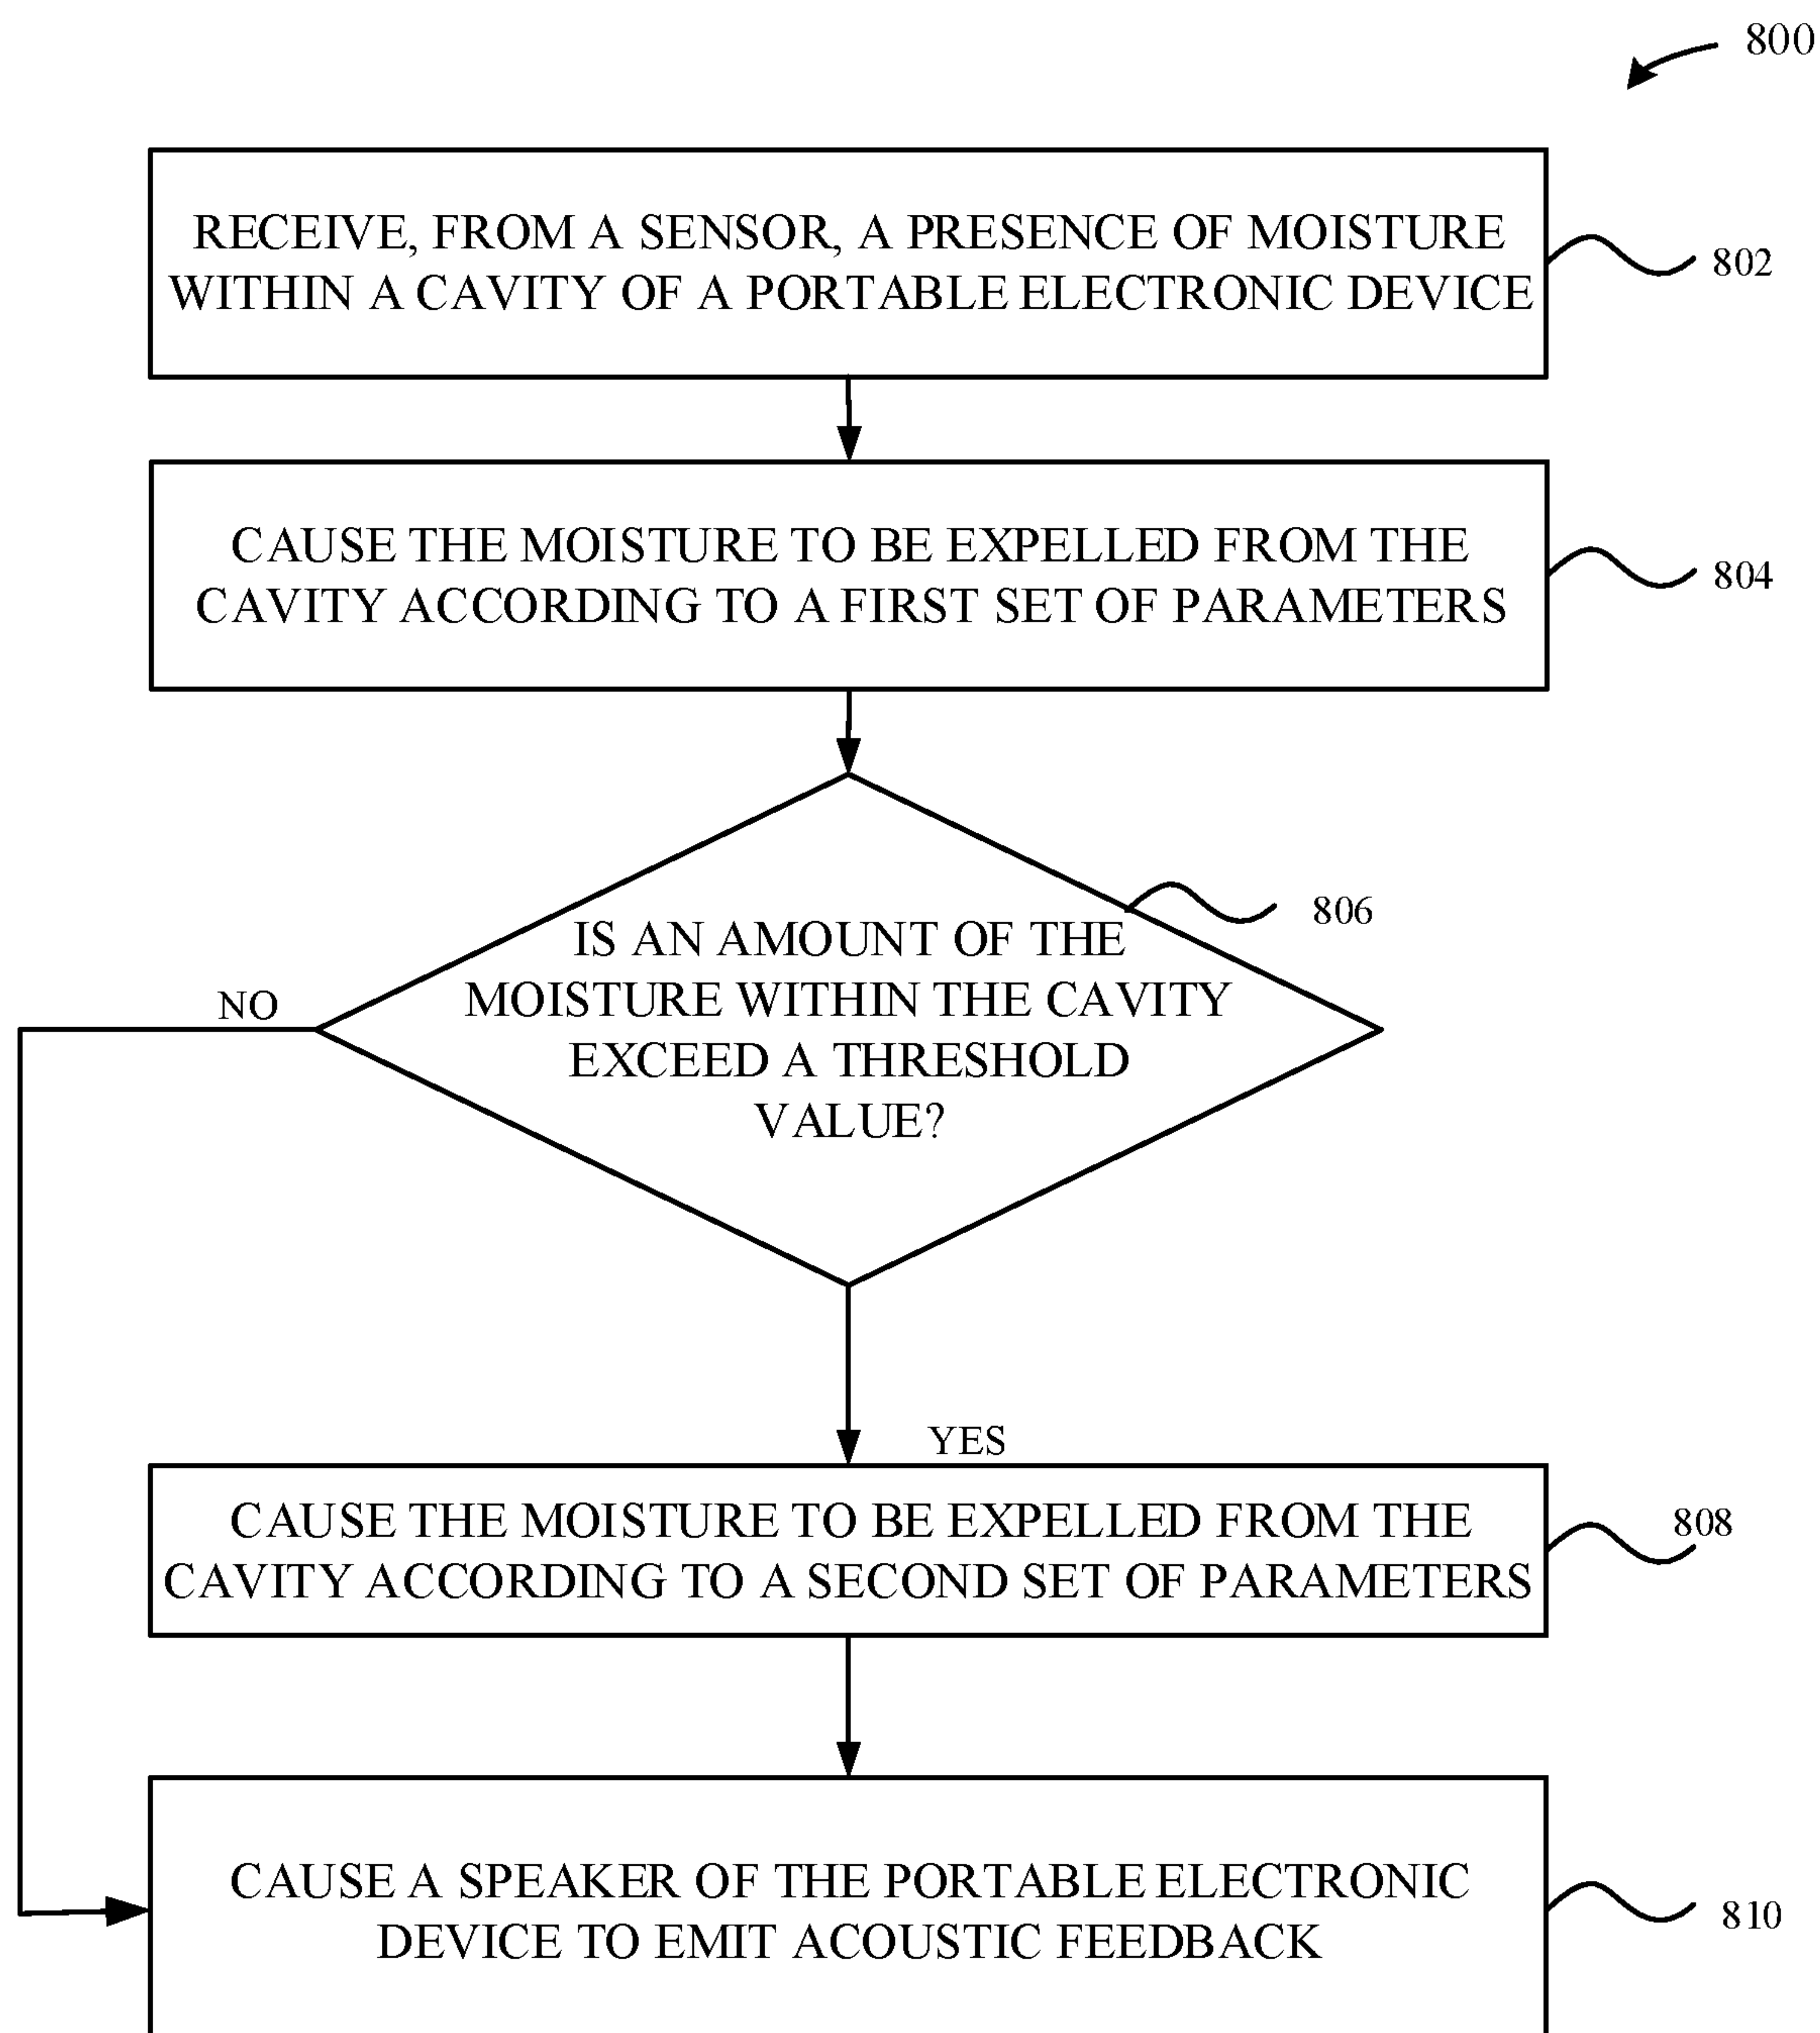 800
RECEIVE, FROM A SENSOR, A PRESENCE OF MOISTURE
WITHIN A CAVITY OF A PORTABLE ELECTRONIC DEVICE
802
CAUSE THE MOISTURE TO BE EXPELLED FROM THE
CAVITY ACCORDING TO A FIRST SET OF PARAMETERS
804
806
IS AN AMOUNT OF THE
MOISTURE WITHIN THE CAVITY
EXCEED A THRESHOLD
VALUE?
NO
YES
CAUSE THE MOISTURE TO BE EXPELLED FROM THE
CAVITY ACCORDING TO A SECOND SET OF PARAMETERS
808
CAUSE A SPEAKER OF THE PORTABLE ELECTRONIC
DEVICE TO EMIT ACOUSTIC FEEDBACK
810